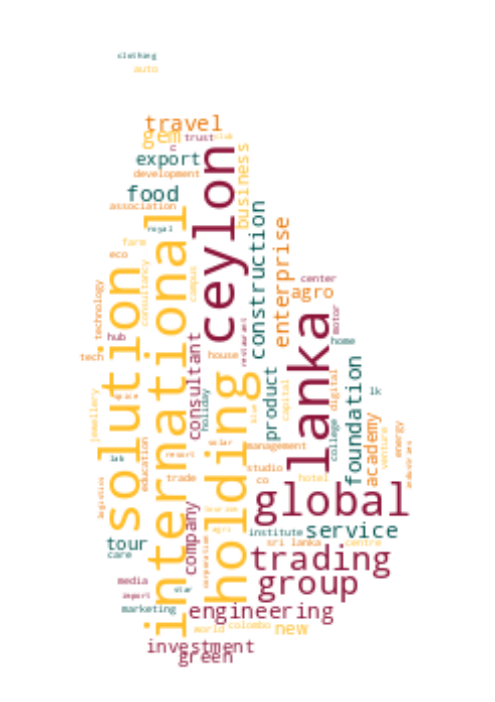 clothing
auto
travel
gem
trust
club
c
export
development
food
association
royal
ceylon
business
international
solution
holding
construction
enterprise
farm
eco
consultancy
campus
technology
hub
tech
center
agro
motor
home
lanka
restaurant
house
consultant
holiday
product
capital
digital
foundation
lk
college
academy
venture
energy
industries
jewellery
space
blue
solar
management
lab
education
resort
studio
trade
co
hotel
logistics
global
company
agri
institute
service
tour
care
sri lanka
centre
trading
corporation
media
star
group
import
marketing
engineering
world
colombo
new
investment
green